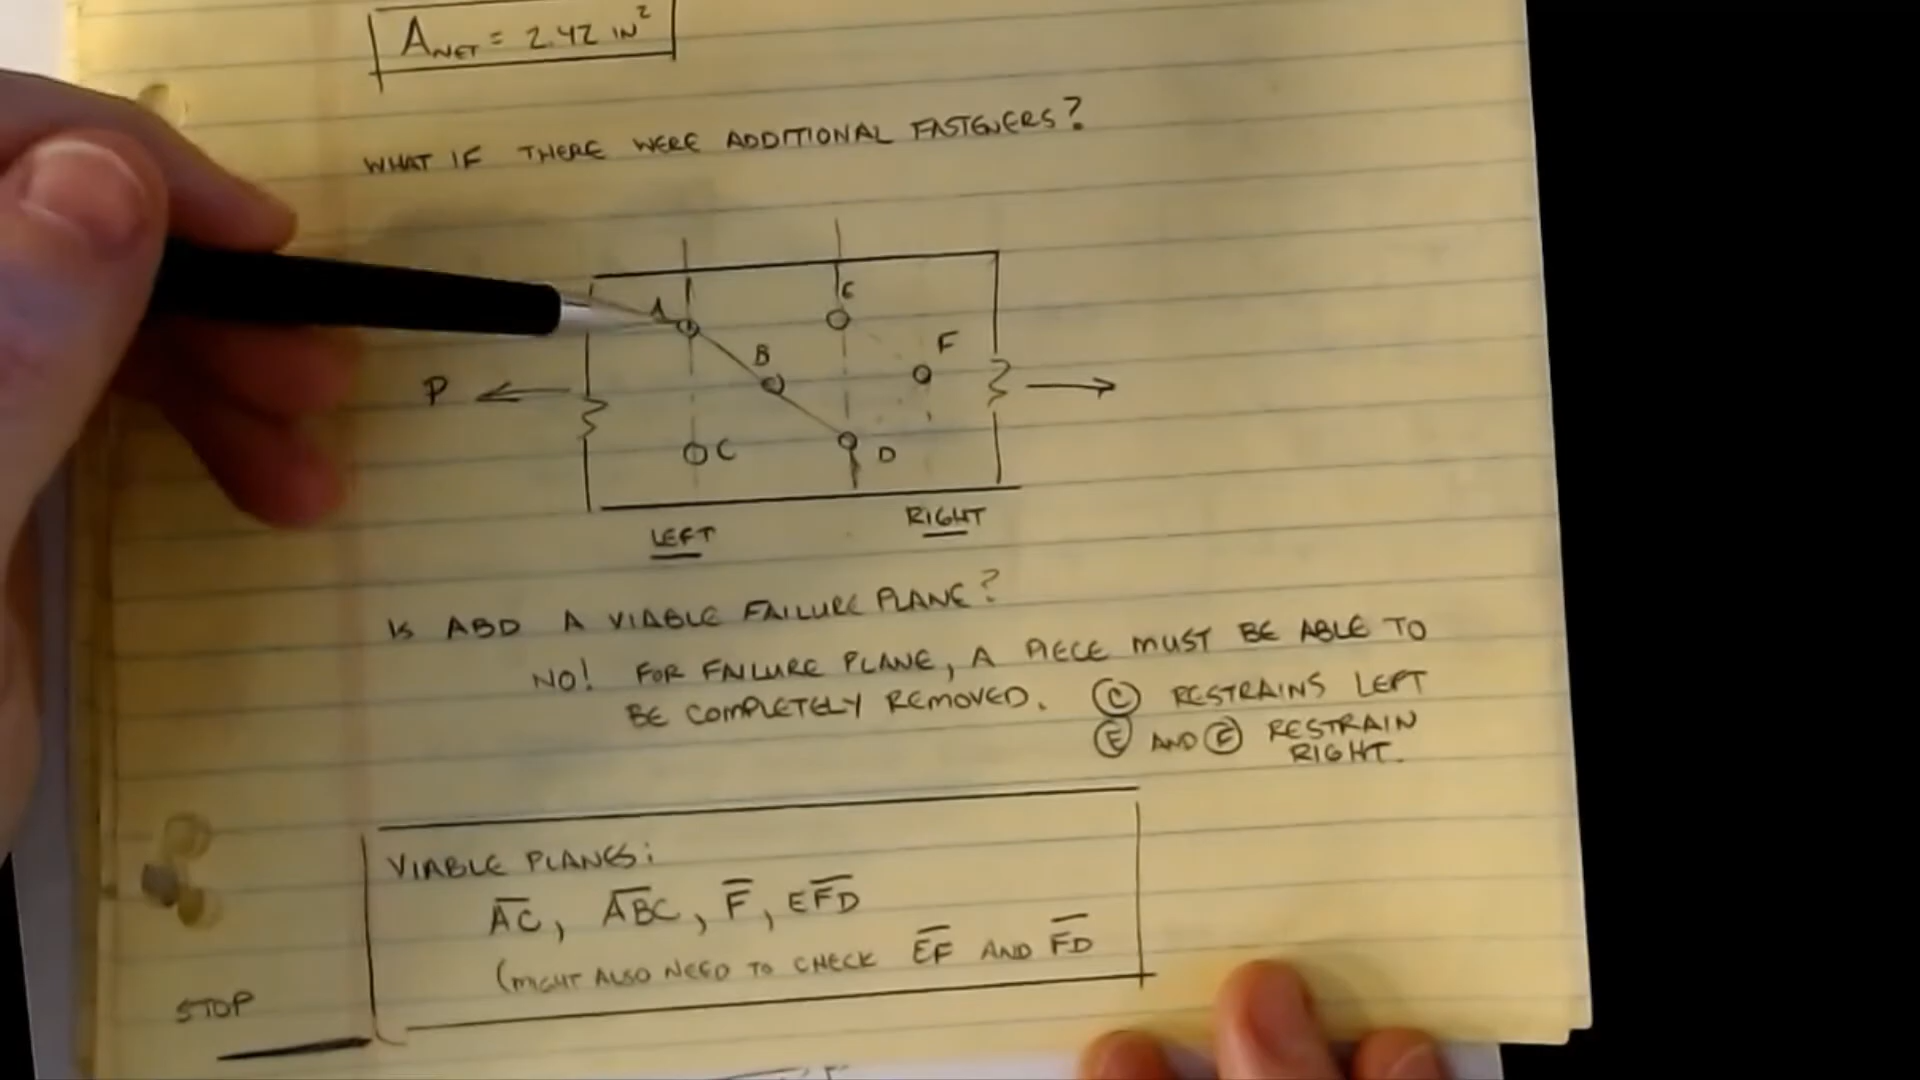 ANET = 2.42 IN²
WHAT IF THERE WERE ADDITIONAL FASTENERS?
A
E
B
F
P
C
D
LEFT
RIGHT
IS ABD A VIABLE FAILURE PLANE?
NO! FOR FAILURE PLANE, A PIECE MUST BE ABLE TO
BE COMPLETELY REMOVED. C RESTRAINS LEFT
E AND F RESTRAIN
RIGHT.
VIABLE PLANES:
AC, ABC, F, EFD
(MIGHT ALSO NEED TO CHECK EF AND FD
STOP